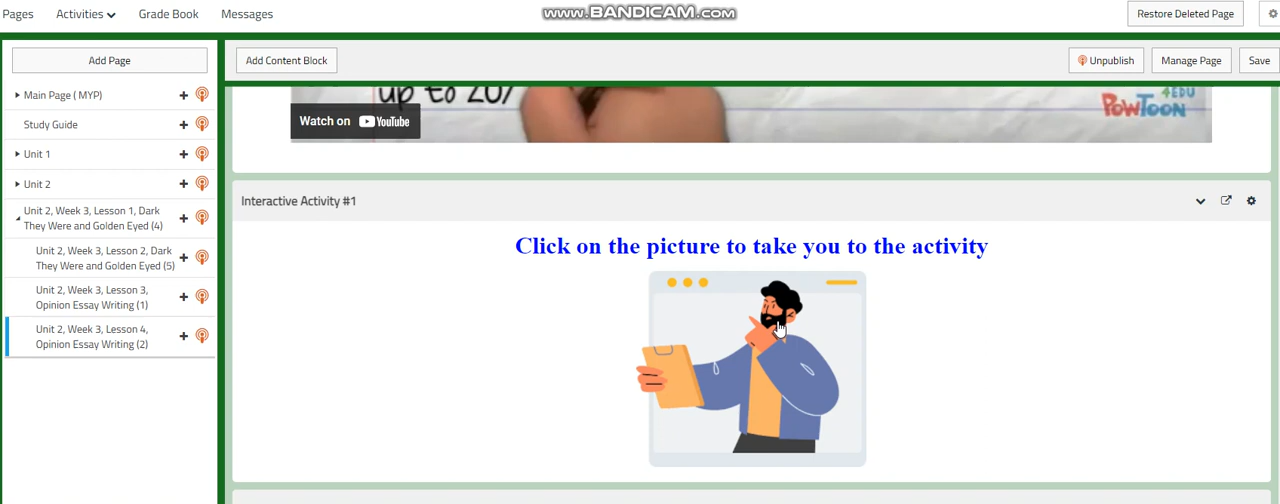 Pages Activities Grade Book Messages
www.BANDICAM.com
Restore Deleted Page
Add Page
Add Content Block
Unpublish
Manage Page
Save
Main Page ( MYP)
Study Guide
Unit 1
Unit 2
Unit 2, Week 3, Lesson 1, Dark
They Were and Golden Eyed (4)
Unit 2, Week 3, Lesson 2, Dark
They Were and Golden Eyed (5)
Unit 2, Week 3, Lesson 3,
Opinion Essay Writing (1)
Unit 2, Week 3, Lesson 4,
Opinion Essay Writing (2)
up to 20%
Watch on YouTube
4EDU
POWTOON
Interactive Activity #1
Click on the picture to take you to the activity